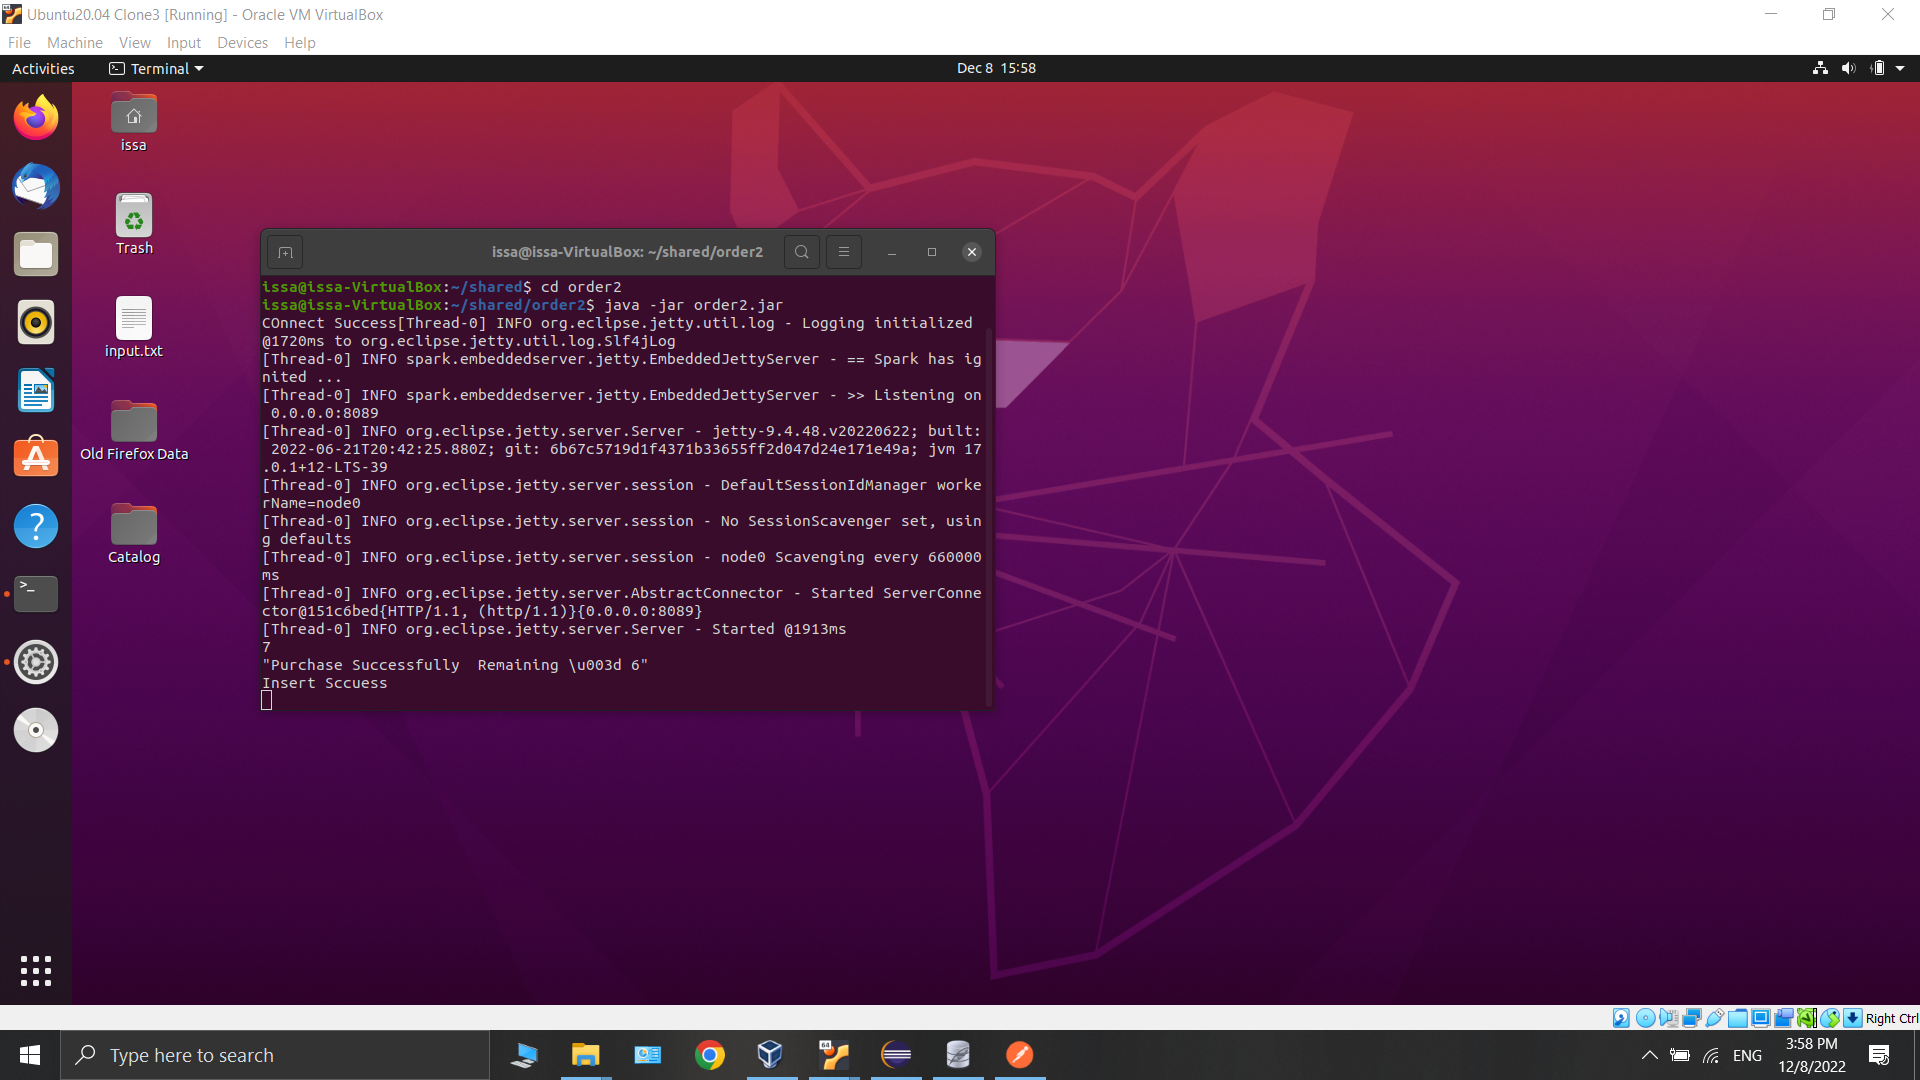 Ubuntu20.04 Clone3 [Running] - Oracle VM VirtualBox
File Machine View Input Devices Help
Activities Terminal Dec 8 15:58
issa
Trash
input.txt
Old Firefox Data
Catalog
issa@issa-VirtualBox: ~/shared/order2
issa@issa-VirtualBox:~/shared$ cd order2
issa@issa-VirtualBox:~/shared/order2$ java -jar order2.jar
COnnect Success[Thread-0] INFO org.eclipse.jetty.util.log - Logging initialized
@1720ms to org.eclipse.jetty.util.log.Slf4jLog
[Thread-0] INFO spark.embeddedserver.jetty.EmbeddedJettyServer - == Spark has ig
nited ...
[Thread-0] INFO spark.embeddedserver.jetty.EmbeddedJettyServer - >> Listening on
0.0.0.0:8089
[Thread-0] INFO org.eclipse.jetty.server.Server - jetty-9.4.48.v20220622; built:
2022-06-21T20:42:25.880Z; git: 6b67c5719d1f4371b33655ff2d047d24e171e49a; jvm 17
.0.1+12-LTS-39
[Thread-0] INFO org.eclipse.jetty.server.session - DefaultSessionIdManager worke
rName=node0
[Thread-0] INFO org.eclipse.jetty.server.session - No SessionScavenger set, usin
g defaults
[Thread-0] INFO org.eclipse.jetty.server.session - node0 Scavenging every 660000
ms
[Thread-0] INFO org.eclipse.jetty.server.AbstractConnector - Started ServerConne
ctor@151c6bed{HTTP/1.1, (http/1.1)}{0.0.0.0:8089}
[Thread-0] INFO org.eclipse.jetty.server.Server - Started @1913ms
7
"Purchase Successfully  Remaining \u003d 6"
Insert Sccuess
Right Ctrl
Type here to search
64
ENG
3:58 PM
12/8/2022